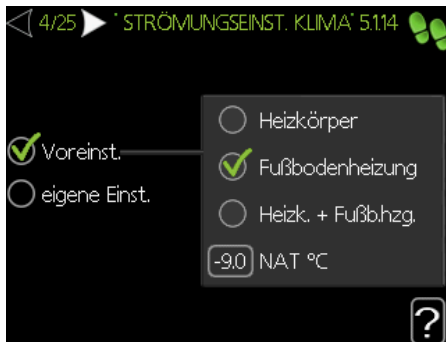 4/25 "STRÖMUNGSEINST. KLIMA" 5.1.14
Heizkörper
Voreinst.
Fußbodenheizung
eigene Einst.
Heizk. + Fußb.hzg.
-9.0 NAT °C
?